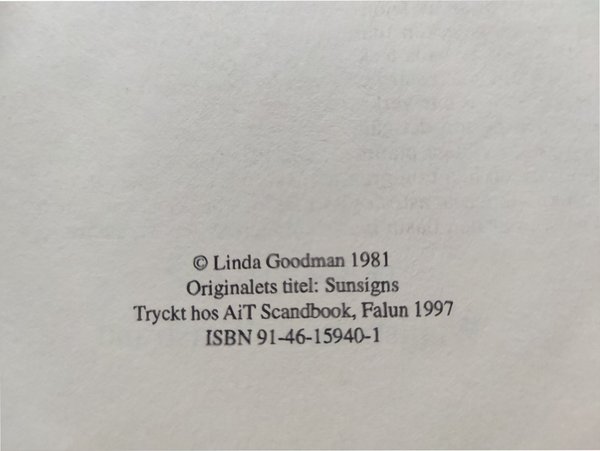 © Linda Goodman 1981
Originalets titel: Sunsigns
Tryckt hos AiT Scandbook, Falun 1997
ISBN 91-46-15940-1